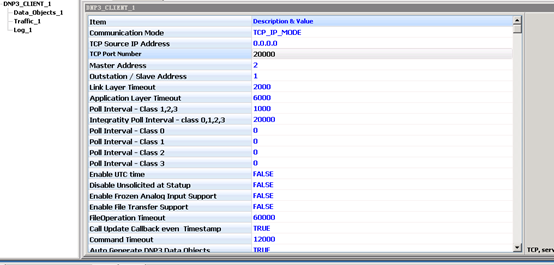 DNP3_CLIENT_1
Data_Objects_1
Traffic_1
Log_1
DNP3_CLIENT_1
Item Description & Value
Communication Mode TCP_IP_MODE
TCP Source IP Address 0.0.0.0
TCP Port Number 20000
Master Address 2
Outstation / Slave Address 1
Link Layer Timeout 2000
Application Layer Timeout 6000
Poll Interval - Class 1,2,3 1000
Integratity Poll Interval - class 0,1,2,3 20000
Poll Interval - Class 0 0
Poll Interval - Class 1 0
Poll Interval - Class 2 0
Poll Interval - Class 3 0
Enable UTC time FALSE
Disable Unsolicited at Statup FALSE
Enable Frozen Analog Input Support FALSE
Enable File Transfer Support FALSE
FileOperation Timeout 60000
Call Update Callback even Timestamp TRUE
Command Timeout 12000
Auto Generate DNP3 Data Objects TRUE
TCP, serv